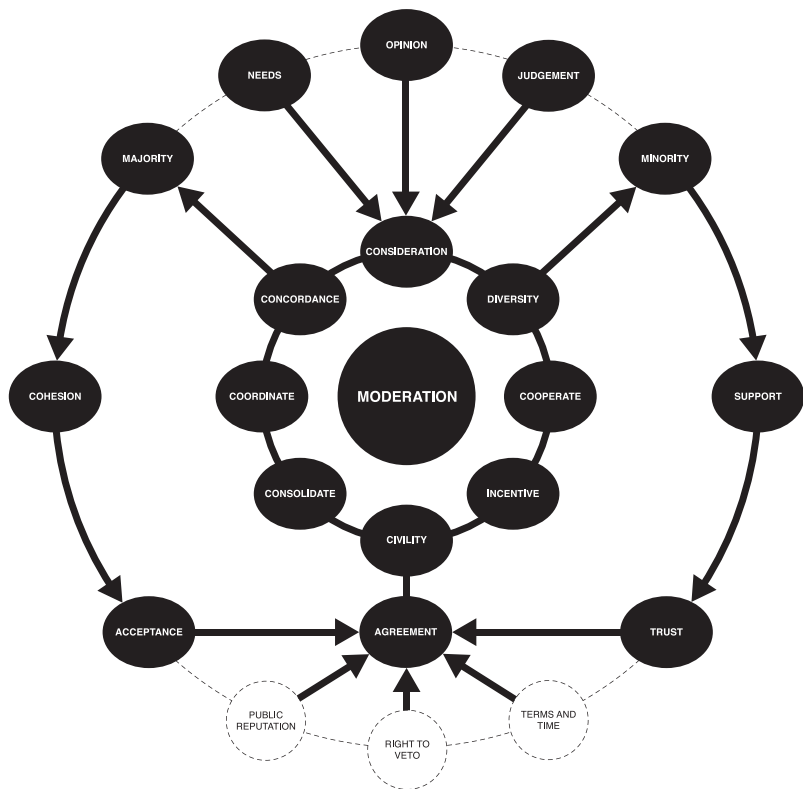 OPINION
NEEDS
JUDGEMENT
MAJORITY
MINORITY
CONSIDERATION
CONCORDANCE
DIVERSITY
COHESION
COORDINATE
MODERATION
COOPERATE
SUPPORT
CONSOLIDATE
INCENTIVE
CIVILITY
ACCEPTANCE
AGREEMENT
TRUST
PUBLIC
REPUTATION
RIGHT TO
VETO
TERMS AND
TIME